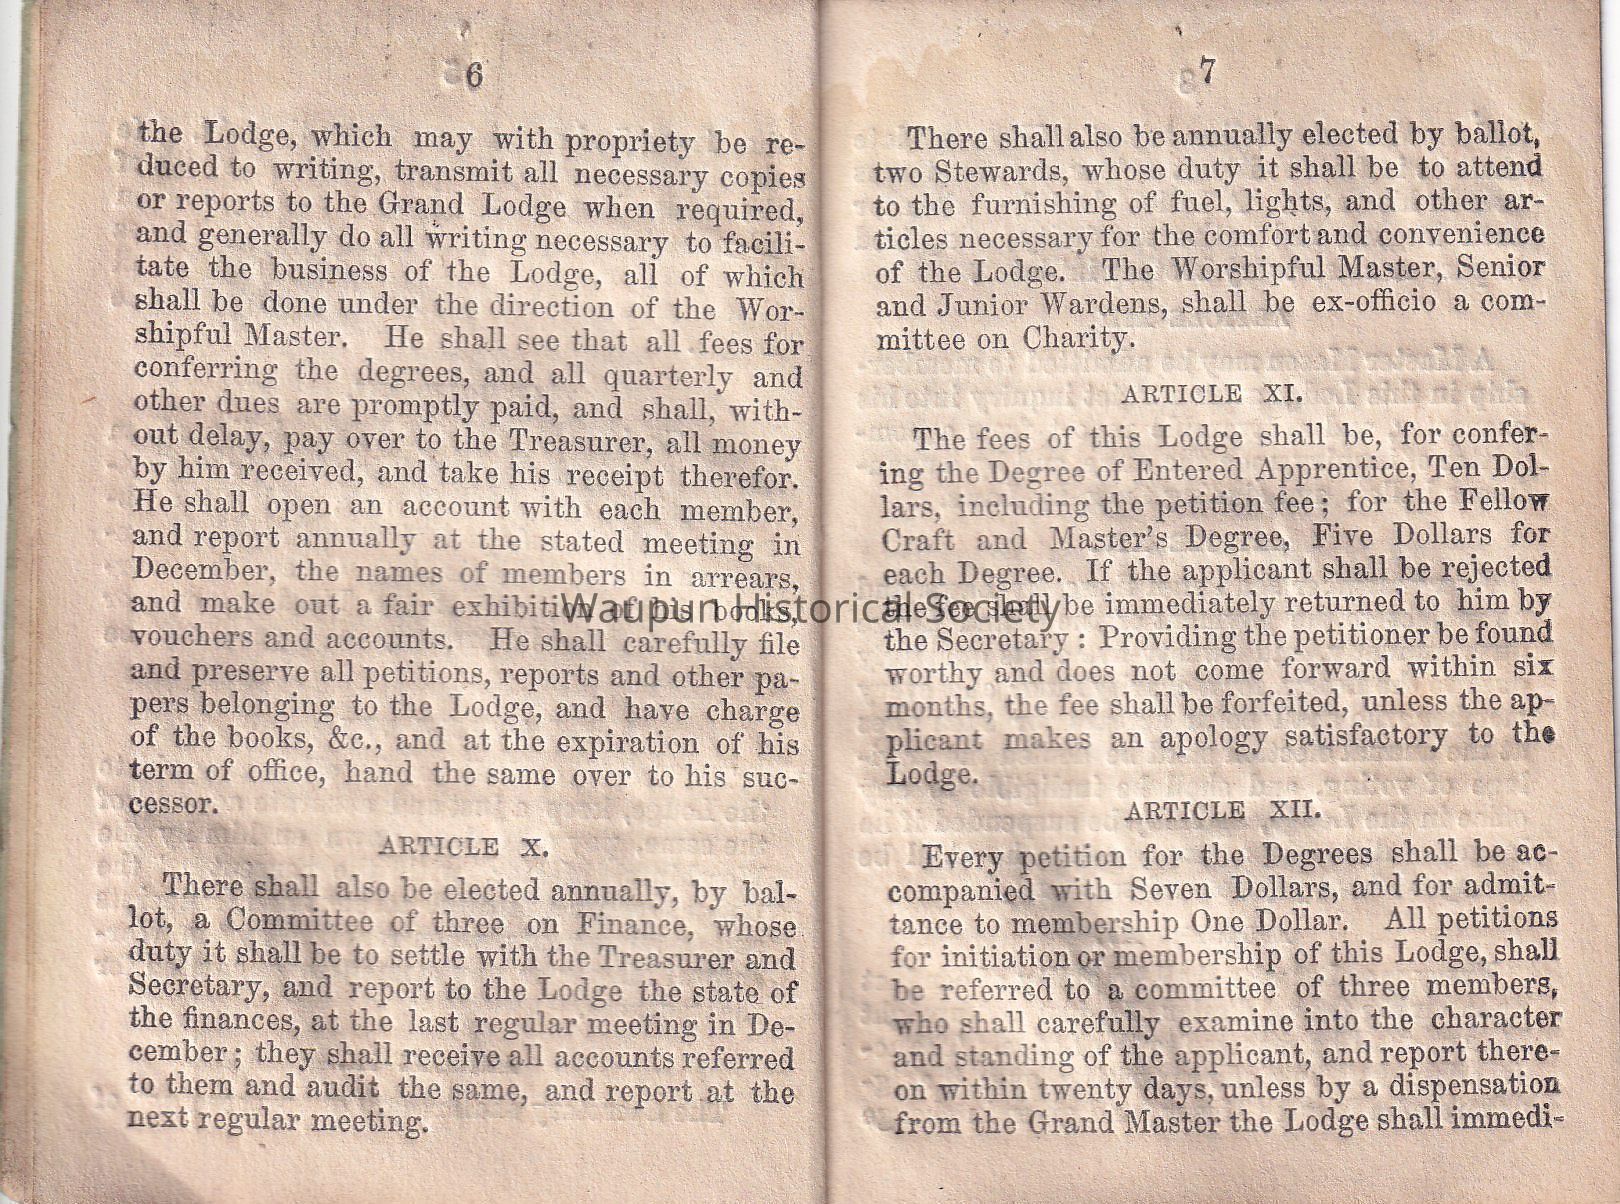 6
the Lodge, which may with propriety be re-
duced to writing, transmit all necessary copies
or reports to the Grand Lodge when required,
and generally do all writing necessary to facili-
tate the business of the Lodge, all of which
shall be done under the direction of the Wor-
shipful Master. He shall see that all fees for
conferring the degrees, and all quarterly and
other dues are promptly paid, and shall, with-
out delay, pay over to the Treasurer, all money
by him received, and take his receipt therefor.
He shall open an account with each member,
and report annually at the stated meeting in
December, the names of members in arrears,
and make out a fair exhibition of his books,
vouchers and accounts. He shall carefully file
and preserve all petitions, reports and other pa-
pers belonging to the Lodge, and have charge
of the books, &c., and at the expiration of his
term of office, hand the same over to his suc-
cessor.
ARTICLE X.
There shall also be elected annually, by bal-
lot, a Committee of three on Finance, whose
duty it shall be to settle with the Treasurer and
Secretary, and report to the Lodge the state of
the finances, at the last regular meeting in De-
cember; they shall receive all accounts referred
to them and audit the same, and report at the
next regular meeting.
7
There shall also be annually elected by ballot,
two Stewards, whose duty it shall be to attend
to the furnishing of fuel, lights, and other ar-
ticles necessary for the comfort and convenience
of the Lodge. The Worshipful Master, Senior
and Junior Wardens, shall be ex-officio a com-
mittee on Charity.
ARTICLE XI.
The fees of this Lodge shall be, for confer-
ing the Degree of Entered Apprentice, Ten Dol-
lars, including the petition fee; for the Fellow
Craft and Master's Degree, Five Dollars for
each Degree. If the applicant shall be rejected
the fee shall be immediately returned to him by
the Secretary: Providing the petitioner be found
worthy and does not come forward within six
months, the fee shall be forfeited, unless the ap-
plicant makes an apology satisfactory to the
Lodge.
ARTICLE XII.
Every petition for the Degrees shall be ac-
companied with Seven Dollars, and for admit-
tance to membership One Dollar. All petitions
for initiation or membership of this Lodge, shall
be referred to a committee of three members,
who shall carefully examine into the character
and standing of the applicant, and report there-
on within twenty days, unless by a dispensation
from the Grand Master the Lodge shall immedi-
Waupun Historical Society